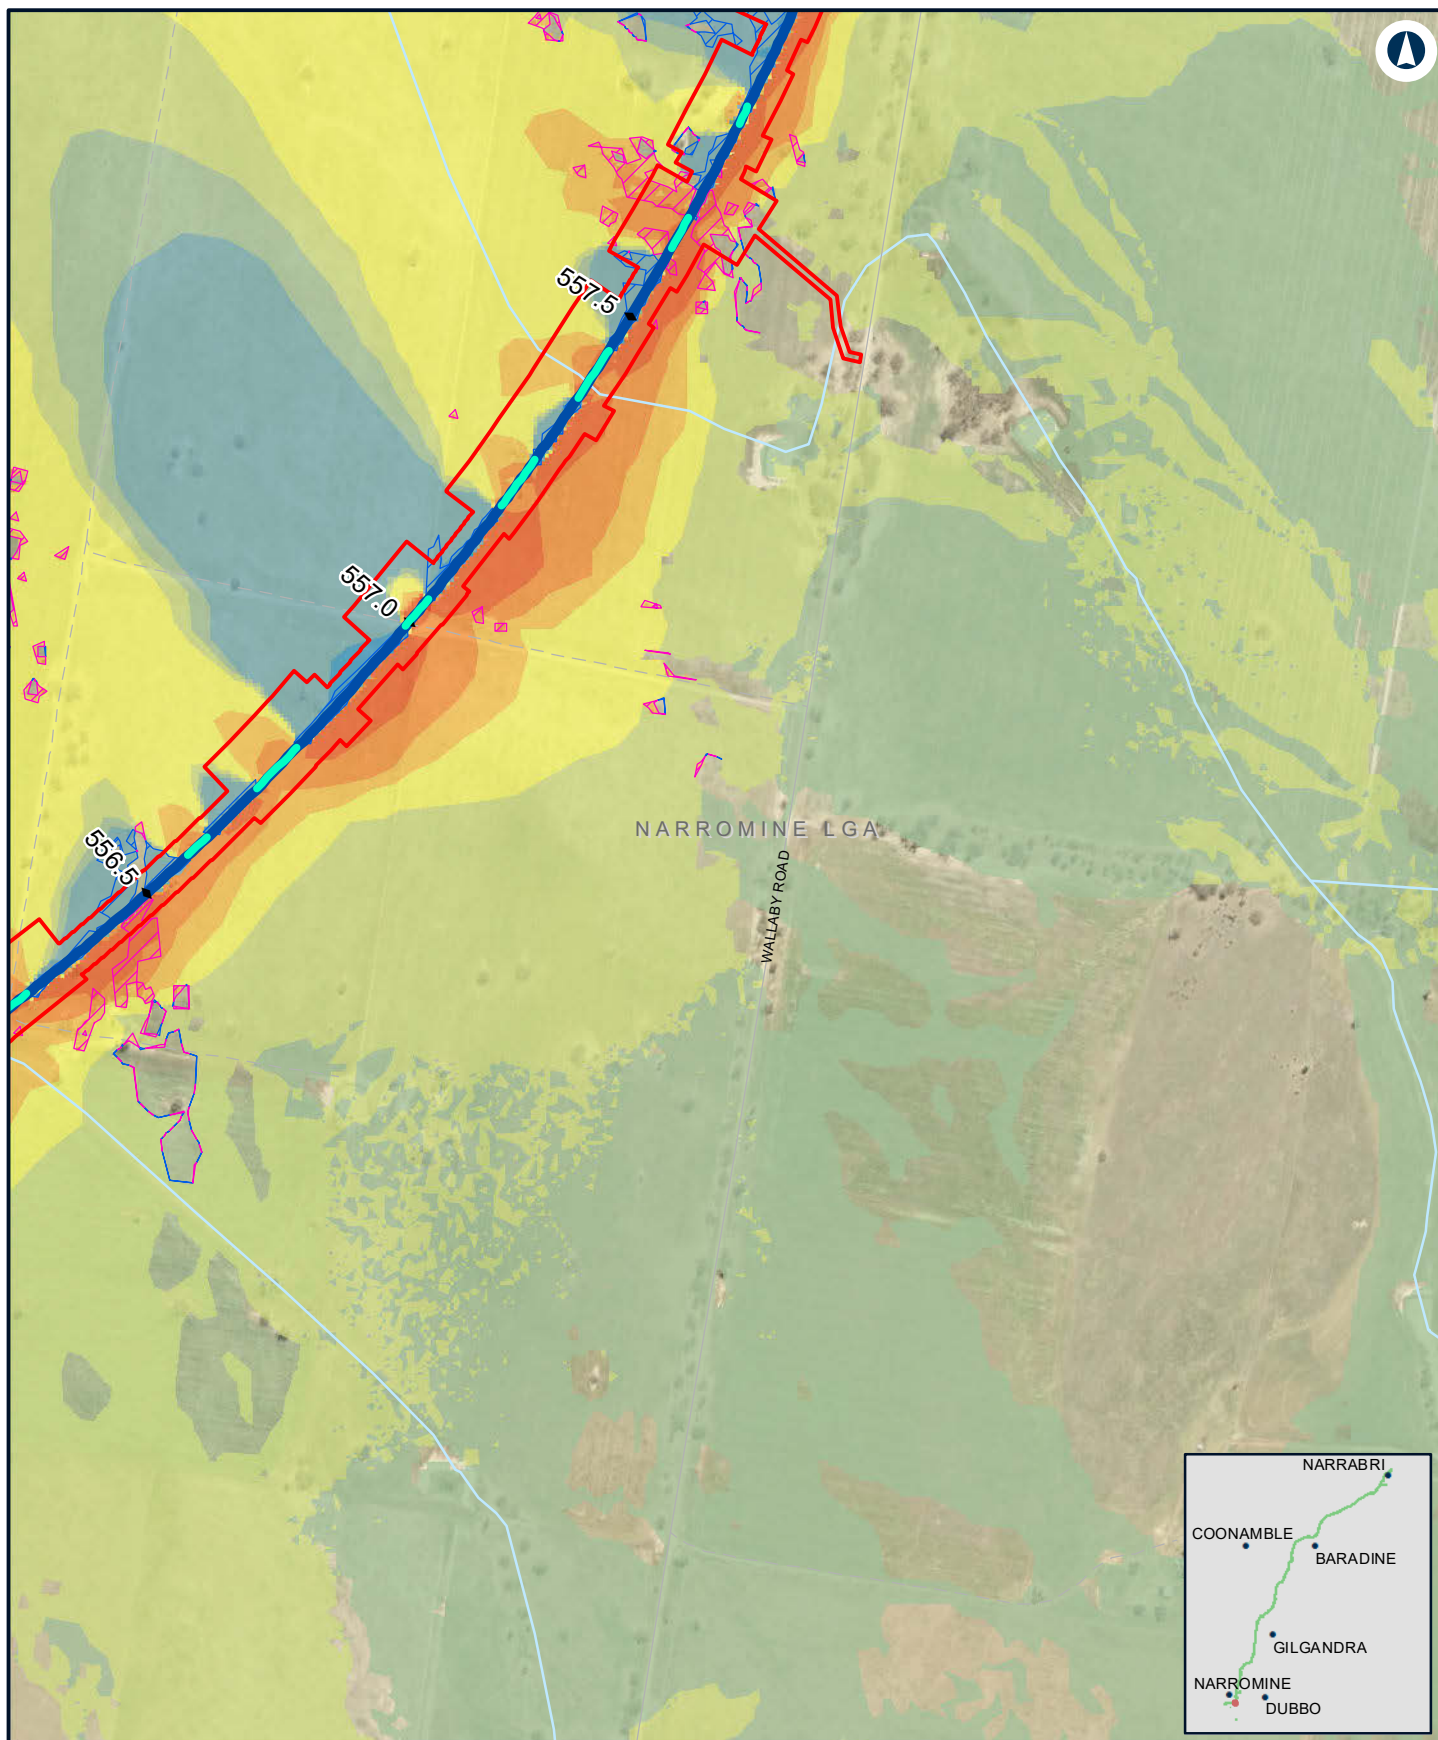 557.5
557.0
556.5
NARROMINE LGA
WALLABY ROAD
NARRABRI
COONAMBLE
BARADINE
GILGANDRA
NARROMINE
DUBBO